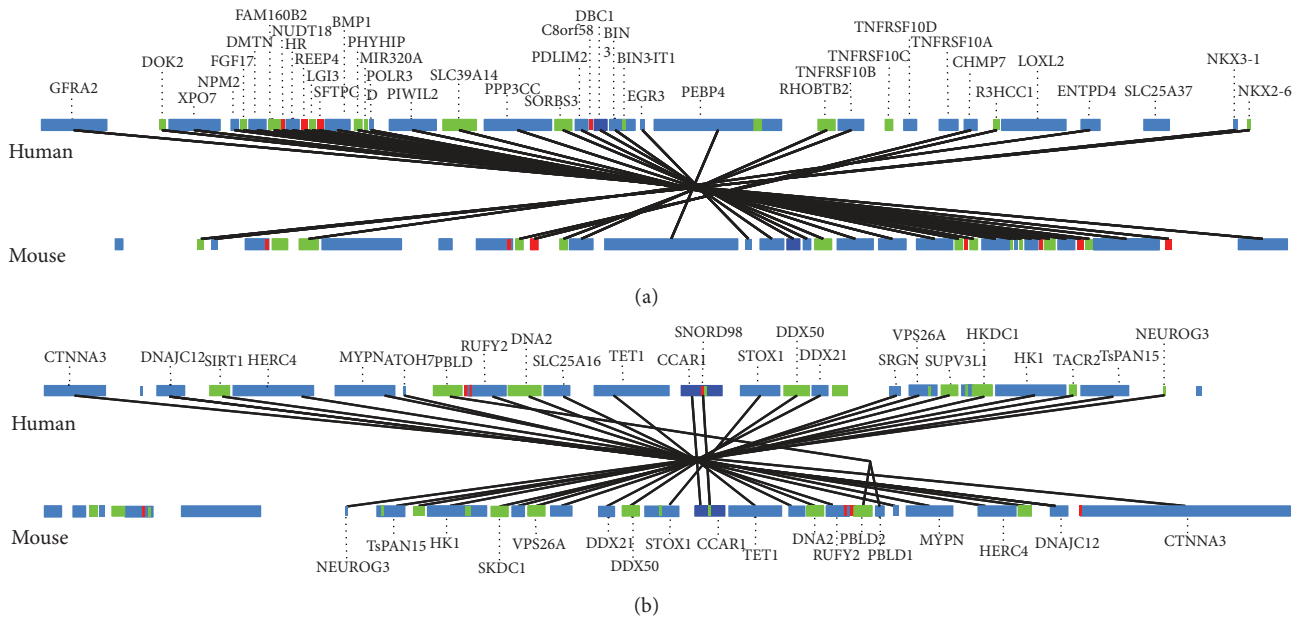 DBC1
FAM160B2
BMP1
C8orf58
BIN
3
TNFRSF10D
NUDT18
HR
DMTN
PHYHIP
MIR320A
TNFRSF10A
DOK2
FGF17
REEP4
PDLIM2
BIN3-IT1
TNFRSF10C
CHMP7
LOXL2
NKX3-1
GFRA2
NPM2
LGI3
POLR3
D
SLC39A14
TNFRSF10B
XPO7
SFTPC
PIWIL2
PPP3CC
SORBS3
EGR3
PEBP4
RHOBTB2
R3HCC1
ENTPD4
SLC25A37
NKX2-6
Human
Mouse
(a)
CTNNA3
DNAJC12
SIRT1
HERC4
MYPN
ATOH7
PBLD
RUFY2
DNA2
SLC25A16
TET1
CCAR1
SNORD98
STOX1
DDX50
DDX21
SRGN
VPS26A
SUPV3L1
HKDC1
HK1
TACR2
TsPAN15
NEUROG3
Human
Mouse
NEUROG3
TsPAN15
HK1
SKDC1
VPS26A
DDX21
DDX50
STOX1
CCAR1
TET1
DNA2
RUFY2
PBLD2
PBLD1
MYPN
HERC4
DNAJC12
CTNNA3
(b)